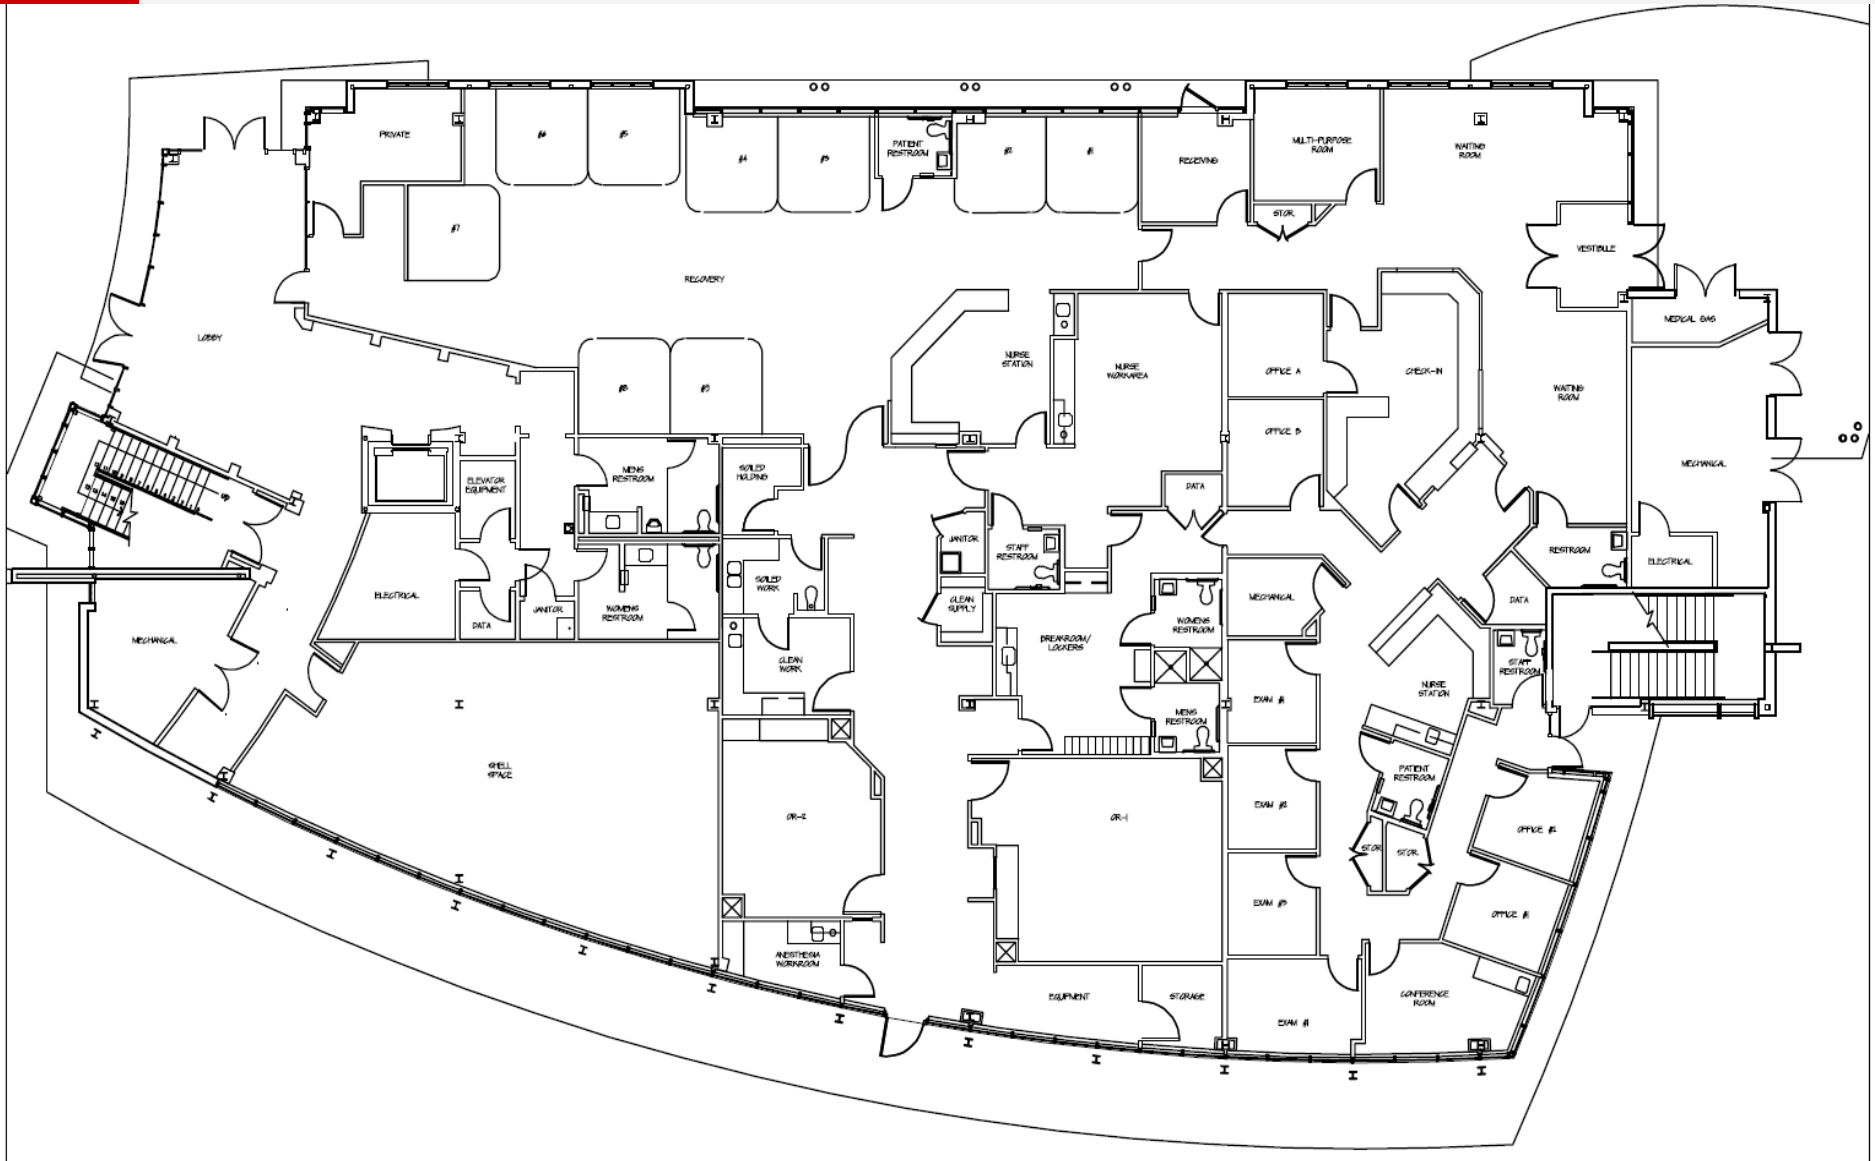 PRIVATE
#6
#5
#4
#3
PATIENT
RESTROOM
#2
#1
RECEIVING
MULTI-PURPOSE
ROOM
WAITING
ROOM
STOR.
#7
VESTIBULE
RECOVERY
LOBBY
MEDICAL GAS
NURSE
STATION
NURSE
WORKAREA
OFFICE A
CHECK-IN
WAITING
ROOM
#8
#9
OFFICE B
MECHANICAL
MENS
RESTROOM
SOILED
HOLDING
ELEVATOR
EQUIPMENT
DATA
UP
JANITOR
STAFF
RESTROOM
RESTROOM
ELECTRICAL
SOILED
WORK
ELECTRICAL
JANITOR
WOMENS
RESTROOM
CLEAN
SUPPLY
MECHANICAL
DATA
DATA
MECHANICAL
BREAKROOM/
LOCKERS
WOMENS
RESTROOM
CLEAN
WORK
STAFF
RESTROOM
NURSE
STATION
EXAM #4
MENS
RESTROOM
SHELL
SPACE
PATIENT
RESTROOM
OR-2
OR-1
EXAM #2
OFFICE #2
STOR.
STOR.
EXAM #3
OFFICE #1
ANESTHESIA
WORKROOM
EQUIPMENT
STORAGE
CONFERENCE
ROOM
EXAM #1